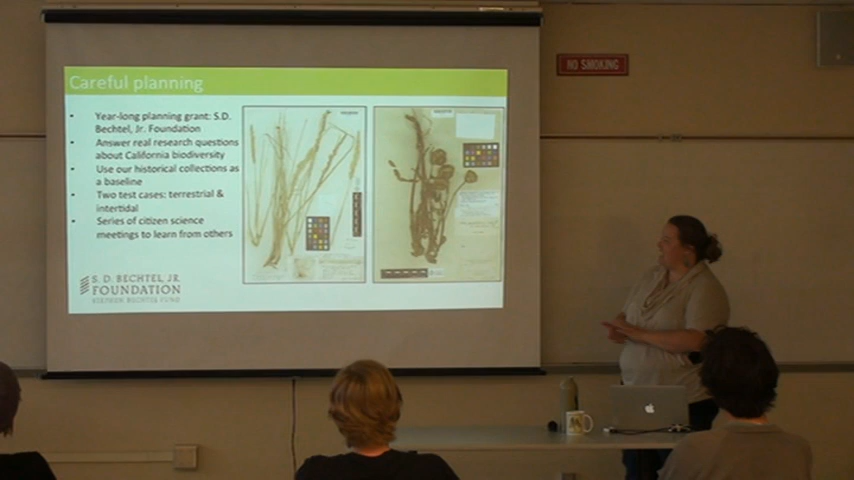 Careful planning
NO SMOKING
• Year-long planning grant: S.D.
Bechtel, Jr. Foundation
• Answer real research questions
about California biodiversity
• Use our historical collections as
a baseline
• Two test cases: terrestrial &
intertidal
• Series of citizen science
meetings to learn from others
S. D. BECHTEL, JR.
FOUNDATION
STEPHEN BECHTEL FUND